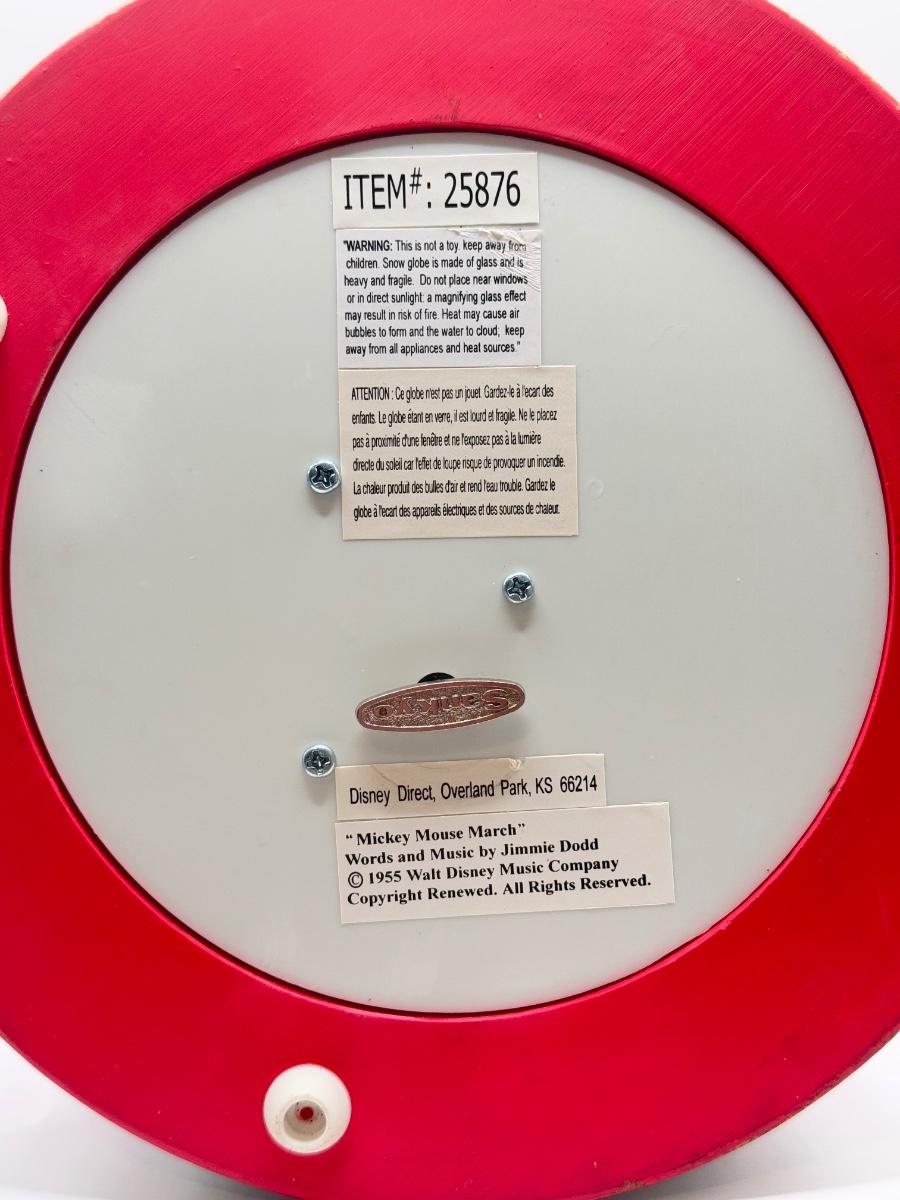 ITEM#: 25876
"WARNING: This is not a toy. keep away from
children. Snow globe is made of glass and is
heavy and fragile. Do not place near windows
or in direct sunlight: a magnifying glass effect
may result in risk of fire. Heat may cause air
bubbles to form and the water to cloud; keep
away from all appliances and heat sources."
ATTENTION : Ce globe n'est pas un jouet. Gardez-le à l'ecart des
enfants. Le globe étant en verre, il est lourd et fragile. Ne le placez
pas à proximité d'une fenêtre et ne l'exposez pas à la lumière
directe du soleil car l'effet de loupe risque de provoquer un incendie.
La chaleur produit des bulles d'air et rend l'eau trouble. Gardez le
globe à l'ecart des appareils électriques et des sources de chaleur.
Sankyo
Disney Direct, Overland Park, KS 66214
“ Mickey Mouse March”
Words and Music by Jimmie Dodd
© 1955 Walt Disney Music Company
Copyright Renewed. All Rights Reserved.